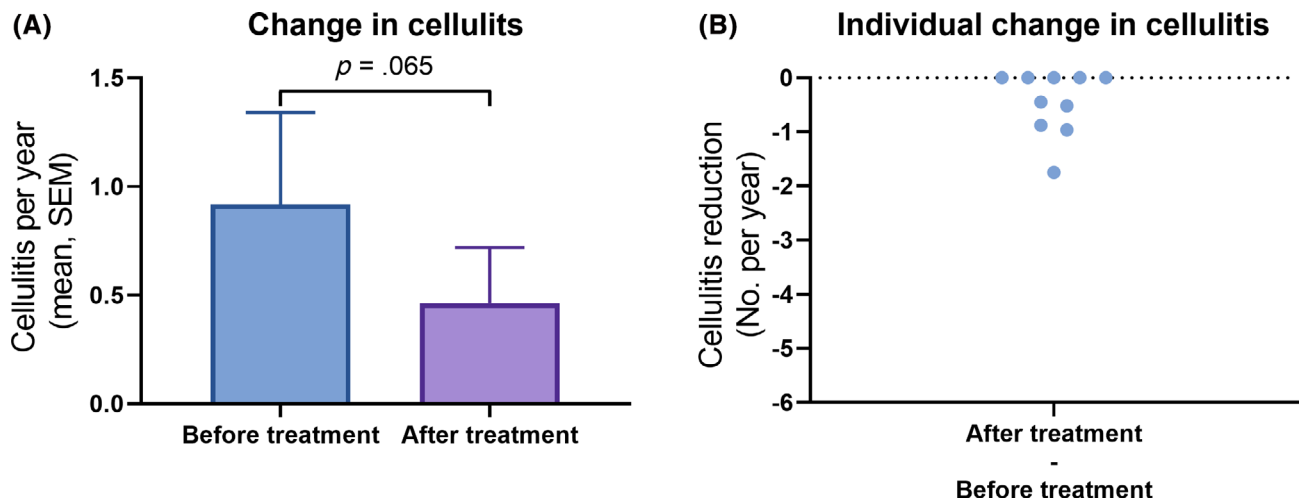 (A)
Change in cellulits
p = .065
Cellulitis per year
(mean, SEM)
1.5
1.0
0.5
0.0
Before treatment
After treatment
(B)
Individual change in cellulitis
Cellulitis reduction
(No. per year)
0
-1
-2
-3
-4
-5
-6
After treatment
-
Before treatment